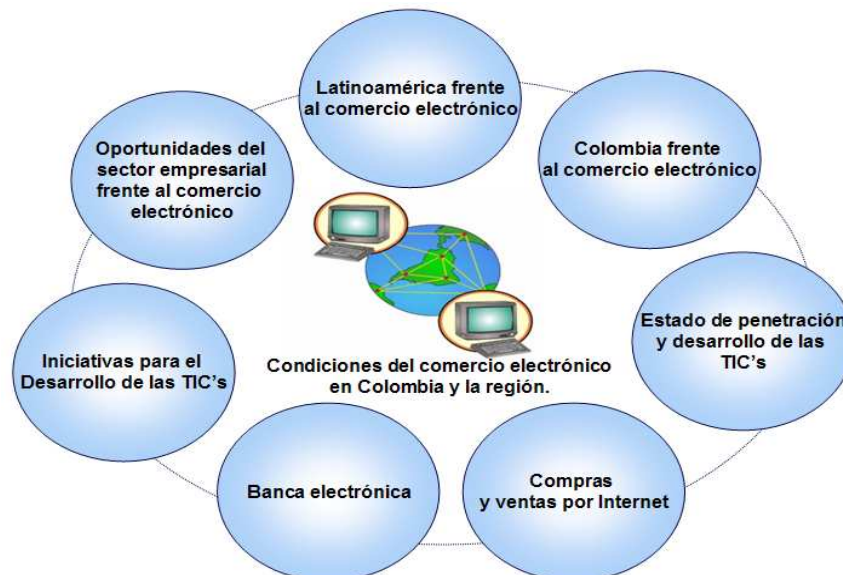 Latinoamérica frente
al comercio electrónico
Colombia frente
al comercio electrónico
Estado de penetración
y desarrollo de las
TIC's
Compras
y ventas por Internet
Banca electrónica
Iniciativas para el
Desarrollo de las TIC's
Oportunidades del
sector empresarial
frente al comercio
electrónico
Condiciones del comercio electrónico
en Colombia y la región.